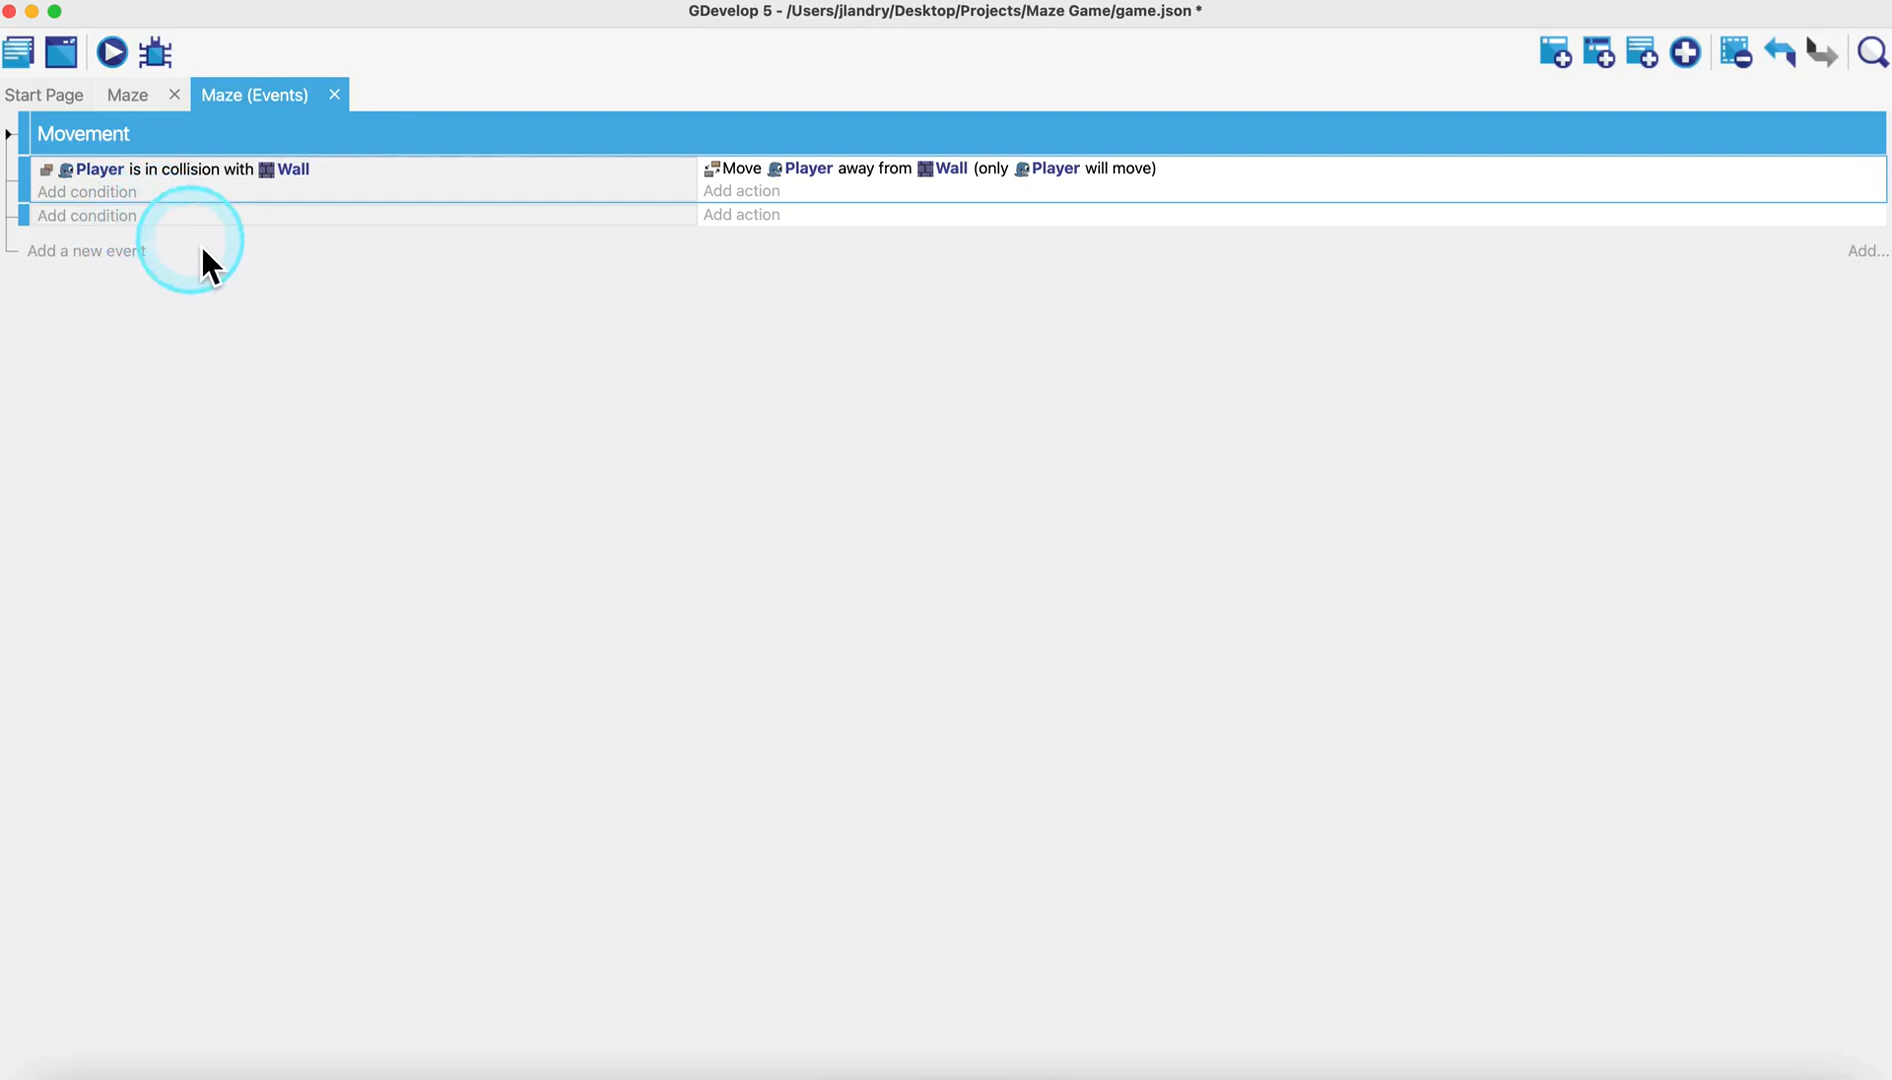 GDevelop 5 - /Users/jlandry/Desktop/Projects/Maze Game/game.json *
Start Page Maze Maze (Events)
Movement
Player is in collision with Wall Move Player away from Wall (only Player will move)
Add condition Add action
Add condition Add action
Add a new event Add...